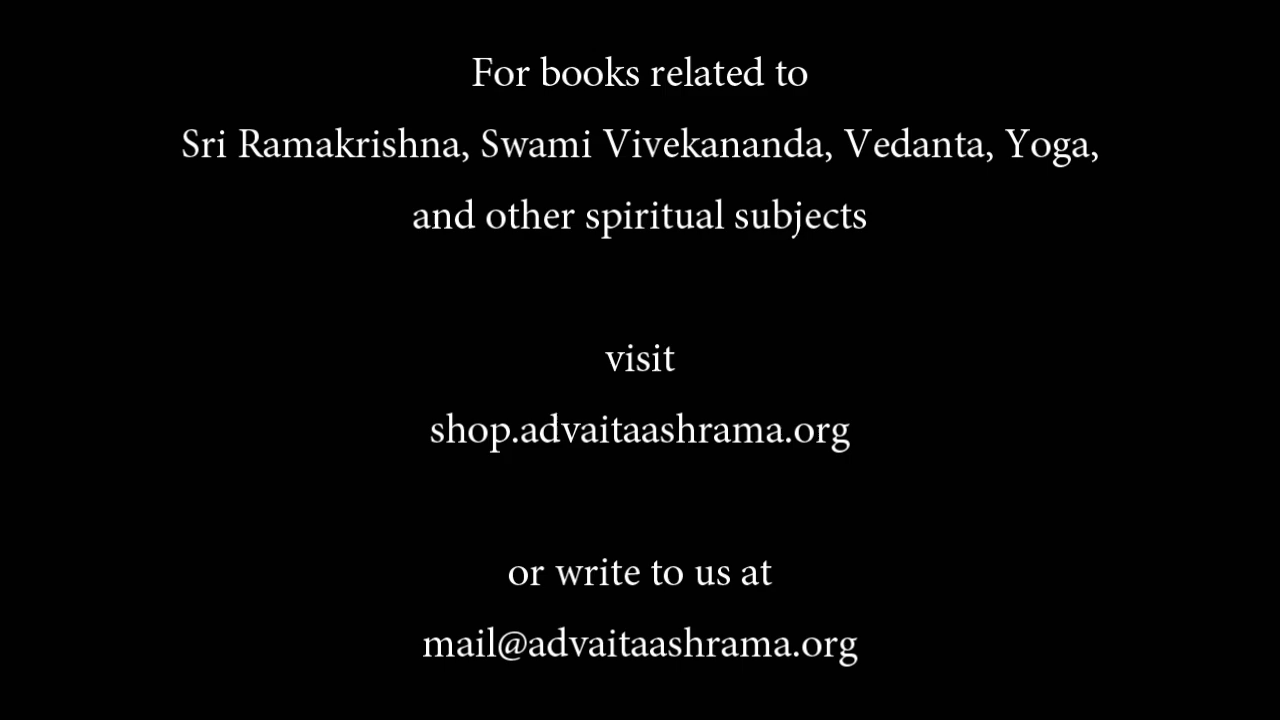 For books related to
Sri Ramakrishna, Swami Vivekananda, Vedanta, Yoga,
and other spiritual subjects
visit
shop.advaitaashrama.org
or write to us at
mail@advaitaashrama.org